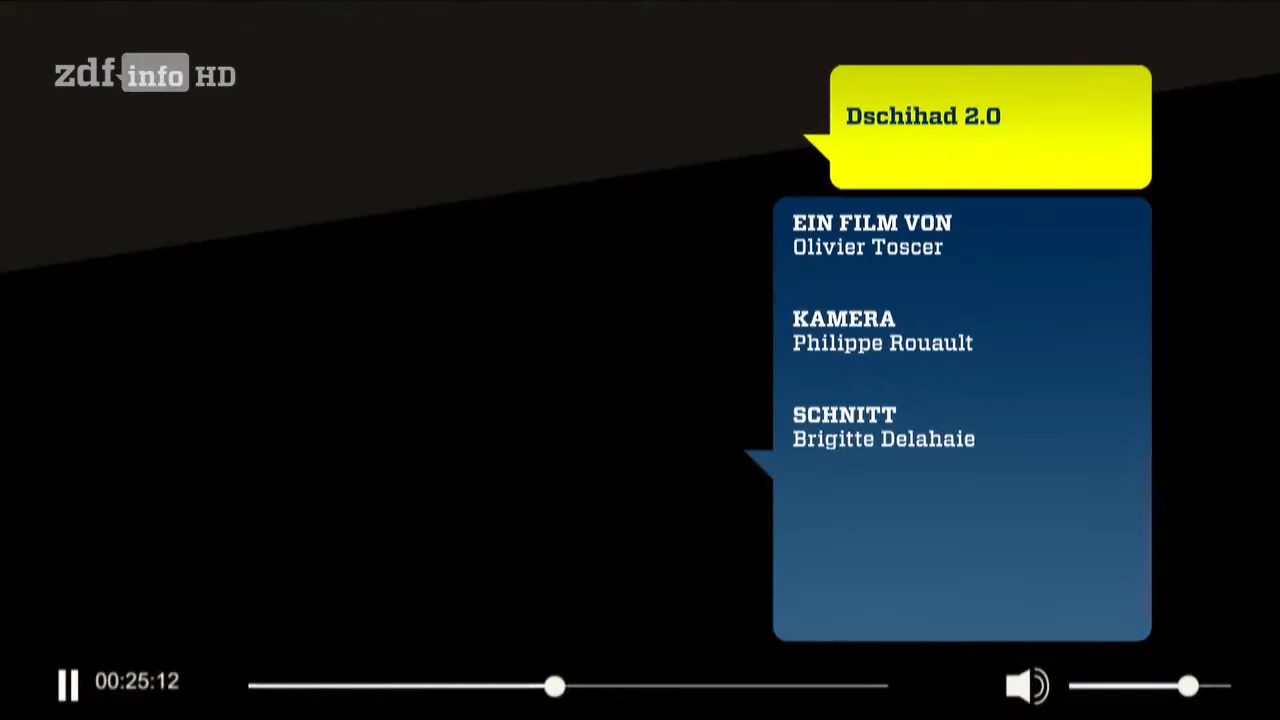 zdf info HD
Dschihad 2.0
EIN FILM VON
Olivier Toscer
KAMERA
Philippe Rouault
SCHNITT
Brigitte Delahaie
00:25:12